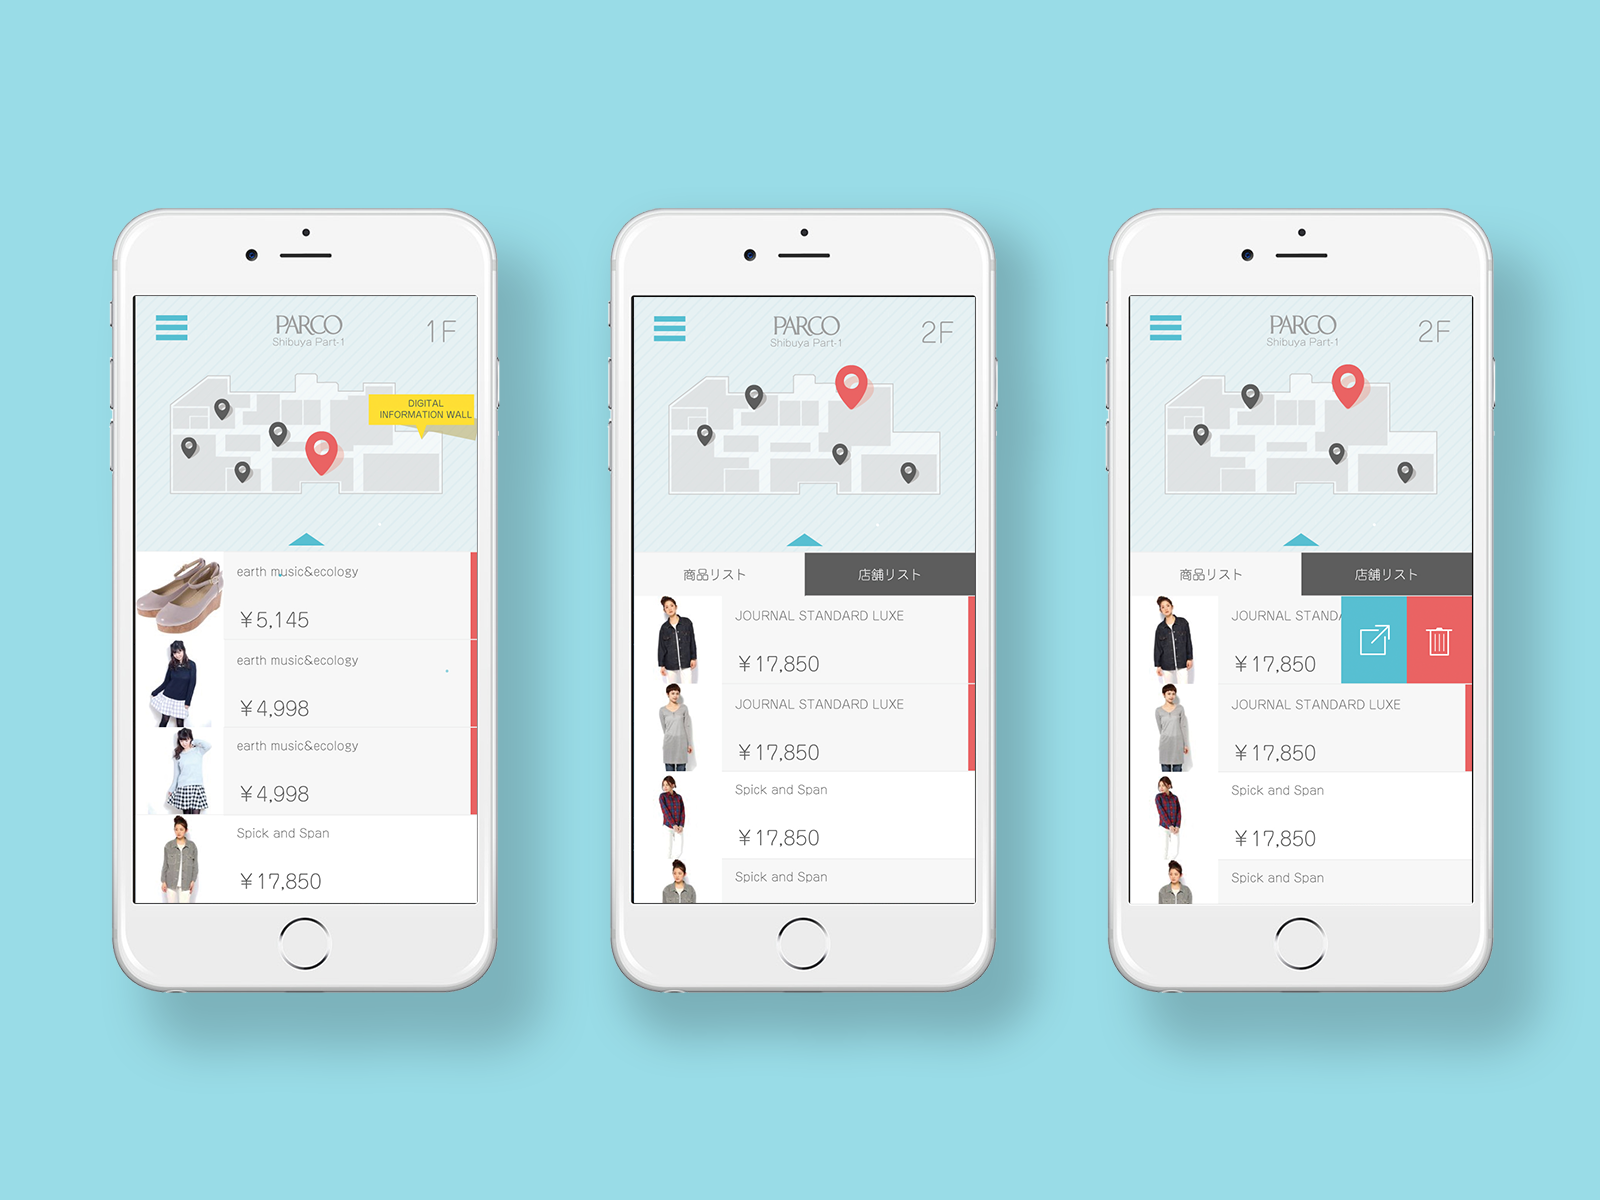 PARCO
Shibuya Part-1
1F
DIGITAL
INFORMATION WALL
earth music&ecology
¥5,145
earth music&ecology
¥4,998
earth music&ecology
¥4,998
Spick and Span
¥17,850
PARCO
Shibuya Part-1
2F
商品リスト
店舗リスト
JOURNAL STANDARD LUXE
¥17,850
JOURNAL STANDARD LUXE
¥17,850
Spick and Span
¥17,850
Spick and Span
PARCO
Shibuya Part-1
2F
商品リスト
店舗リスト
JOURNAL STANDA
¥17,850
JOURNAL STANDARD LUXE
¥17,850
Spick and Span
¥17,850
Spick and Span